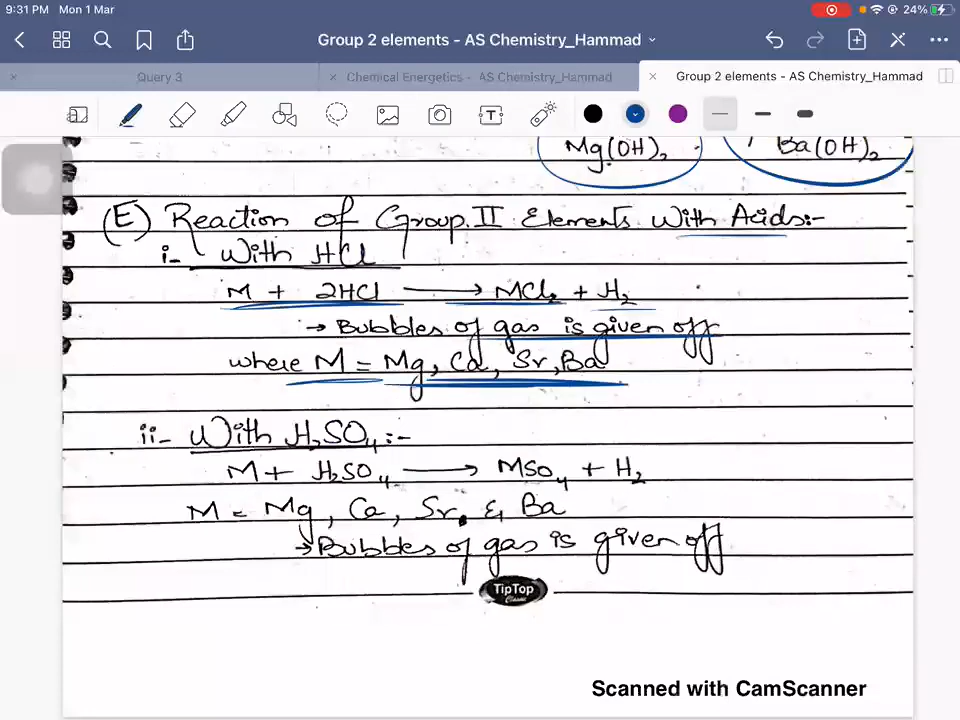 9:31 PM Mon 1 Mar 24%
Group 2 elements - AS Chemistry_Hammad
Query 3
Chemical Energetics - AS Chemistry_Hammad
Group 2 elements - AS Chemistry_Hammad
Mg(OH)₂ Ba(OH)₂
(E) Reaction of Group.II Elements With Acids:-
i- With HCl
M + 2HCl ⟶ MCl₂ + H₂
→ Bubbles of gas is given off
where M = Mg, Ca, Sr, Ba
ii- With H₂SO₄:-
M + H₂SO₄ ⟶ MSO₄ + H₂
M = Mg, Ca, Sr, & Ba
→ Bubbles of gas is given off
TipTop
Classic
Scanned with CamScanner